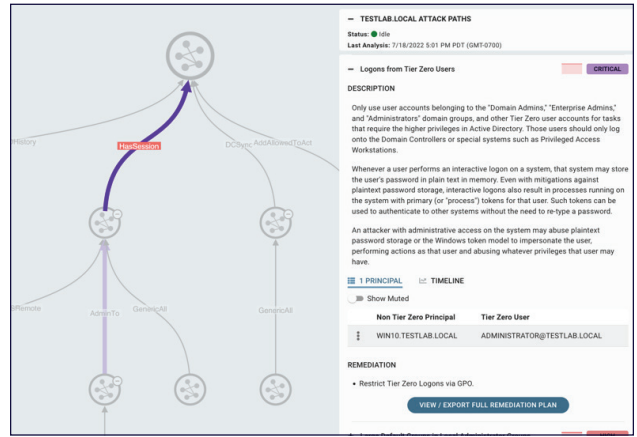 HasSession
DCSync
AddAllowedToAct
AdminTo
GenericAll
GenericAll
− TESTLAB.LOCAL ATTACK PATHS
Status: Idle
Last Analysis: 7/18/2022 5:01 PM PDT (GMT-0700)
− Logons from Tier Zero Users
CRITICAL
DESCRIPTION
Only use user accounts belonging to the "Domain Admins," "Enterprise Admins,"
and "Administrators" domain groups, and other Tier Zero user accounts for tasks
that require the higher privileges in Active Directory. Those users should only log
onto the Domain Controllers or special systems such as Privileged Access
Workstations.
Whenever a user performs an interactive logon on a system, that system may store
the user's password in plain text in memory. Even with mitigations against
plaintext password storage, interactive logons also result in processes running on
the system with primary (or "process") tokens for that user. Such tokens can be
used to authenticate to other systems without the need to re-type a password.
An attacker with administrative access on the system may abuse plaintext
password storage or the Windows token model to impersonate the user,
performing actions as that user and abusing whatever privileges that user may
have.
1 PRINCIPAL TIMELINE
Show Muted
Non Tier Zero Principal Tier Zero User
WIN10.TESTLAB.LOCAL ADMINISTRATOR@TESTLAB.LOCAL
REMEDIATION
• Restrict Tier Zero Logons via GPO.
VIEW / EXPORT FULL REMEDIATION PLAN